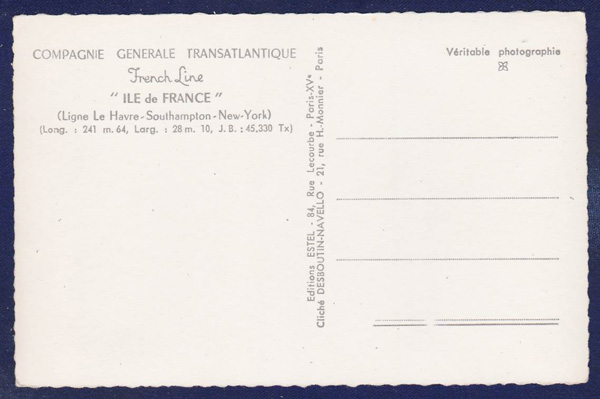 COMPAGNIE GENERALE TRANSATLANTIQUE
French Line
" ILE de FRANCE "
(Ligne Le Havre-Southampton-New-York)
(Long. : 241 m. 64, Larg. : 28 m. 10, J. B. : 45,330 Tx)
Editions ESTEL - 84, Rue Lecourbe - Paris-XVe
Cliché DESBOUTIN-NAVELLO - 21, rue H.-Monnier - Paris
Véritable photographie